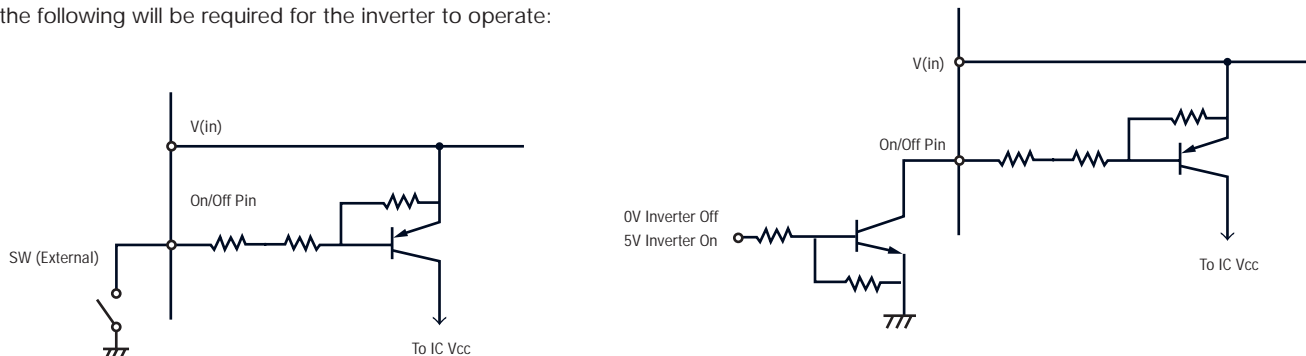 the following will be required for the inverter to operate:
V(in)
On/Off Pin
SW (External)
To IC Vcc
V(in)
On/Off Pin
0V Inverter Off
5V Inverter On
To IC Vcc